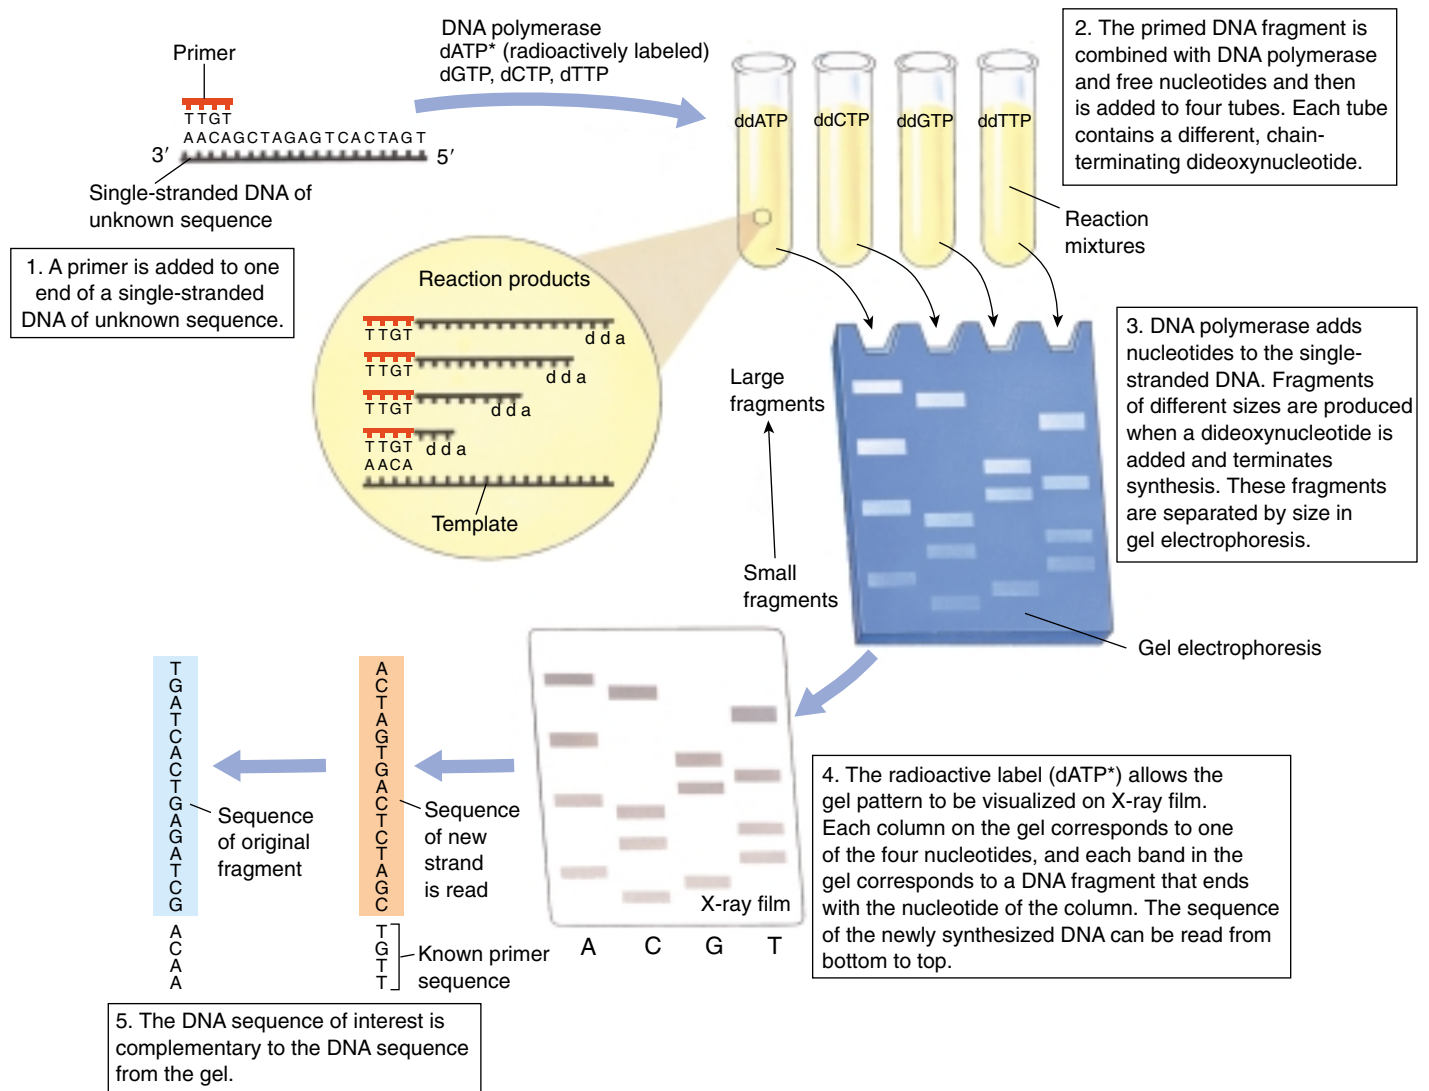 Primer
TTGT
AACAGCTAGAGTCACTAGT
3′
5′
Single-stranded DNA of
unknown sequence
1. A primer is added to one
end of a single-stranded
DNA of unknown sequence.
DNA polymerase
dATP* (radioactively labeled)
dGTP, dCTP, dTTP
ddATP
ddCTP
ddGTP
ddTTP
2. The primed DNA fragment is
combined with DNA polymerase
and free nucleotides and then
is added to four tubes. Each tube
contains a different, chain-
terminating dideoxynucleotide.
Reaction
mixtures
Reaction products
TTGT
dda
TTGT
dda
TTGT
dda
TTGT
dda
AACA
Template
Large
fragments
Small
fragments
3. DNA polymerase adds
nucleotides to the single-
stranded DNA. Fragments
of different sizes are produced
when a dideoxynucleotide is
added and terminates
synthesis. These fragments
are separated by size in
gel electrophoresis.
Gel electrophoresis
X-ray film
A
C
G
T
4. The radioactive label (dATP*) allows the
gel pattern to be visualized on X-ray film.
Each column on the gel corresponds to one
of the four nucleotides, and each band in the
gel corresponds to a DNA fragment that ends
with the nucleotide of the column. The sequence
of the newly synthesized DNA can be read from
bottom to top.
A
C
T
A
G
T
G
A
C
T
C
T
A
G
C
T
G
T
T
Sequence
of new
strand
is read
Known primer
sequence
T
G
A
T
C
A
C
T
G
A
G
A
T
C
G
A
C
A
A
Sequence
of original
fragment
5. The DNA sequence of interest is
complementary to the DNA sequence
from the gel.